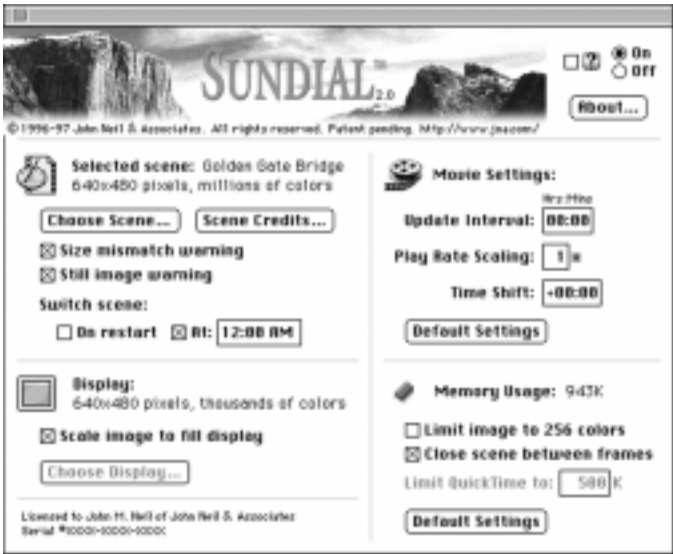 SUNDIAL™ 2.0
?
On
Off
About...
© 1996-97 John Neil & Associates. All rights reserved. Patent pending. http://www.jna.com/
Selected scene: Golden Gate Bridge
640x480 pixels, millions of colors
Choose Scene...
Scene Credits...
Size mismatch warning
Still image warning
Switch scene:
On restart
At: 12:00 AM
Display:
640x480 pixels, thousands of colors
Scale image to fill display
Choose Display...
Licensed to John M. Neil of John Neil & Associates
Serial #XXXX-XXXX-XXXX
Movie Settings:
Hrs Mins
Update Interval: 00:00
Play Rate Scaling: 1 x
Time Shift: +00:00
Default Settings
Memory Usage: 943K
Limit image to 256 colors
Close scene between frames
Limit QuickTime to: 500 K
Default Settings